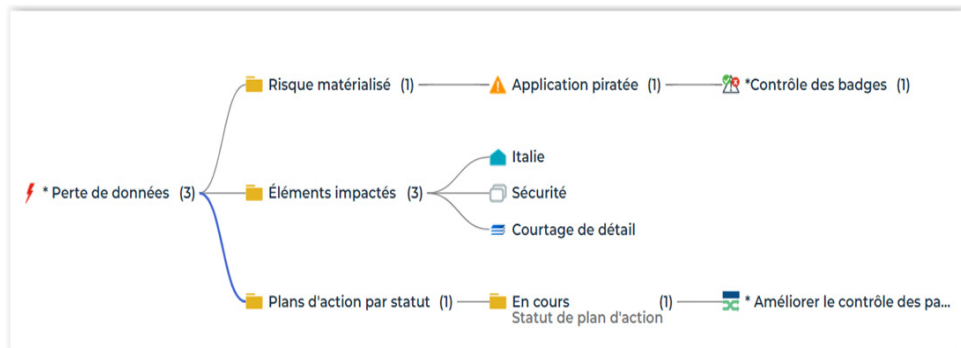 Risque matérialisé (1)
Application piratée (1)
*Contrôle des badges (1)
Italie
* Perte de données (3)
Éléments impactés (3)
Sécurité
Courtage de détail
Plans d'action par statut (1)
En cours (1)
Statut de plan d'action
* Améliorer le contrôle des pa...